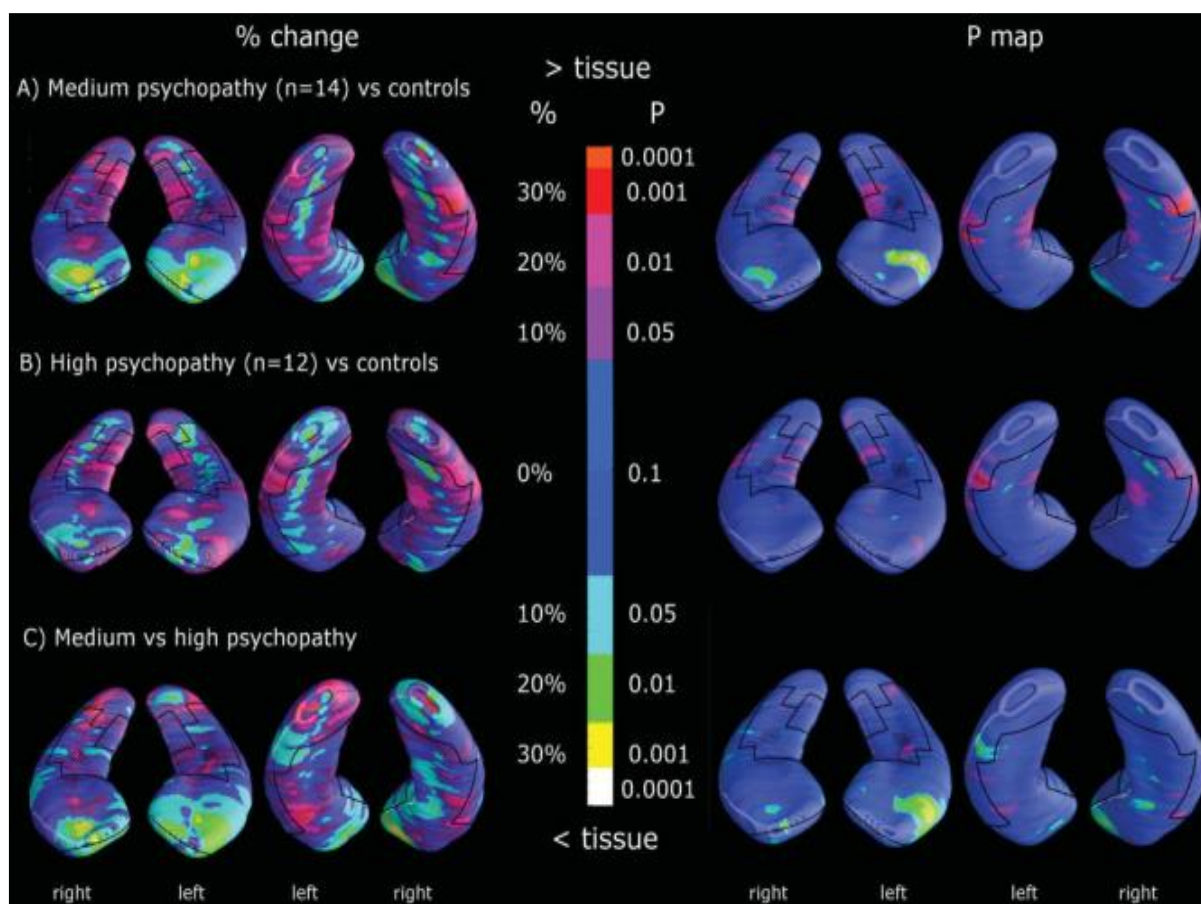 % change
P map
> tissue
A) Medium psychopathy (n=14) vs controls
% P
0.0001
30% 0.001
20% 0.01
10% 0.05
B) High psychopathy (n=12) vs controls
0% 0.1
10% 0.05
C) Medium vs high psychopathy
20% 0.01
30% 0.001
0.0001
< tissue
right left left right right left left right